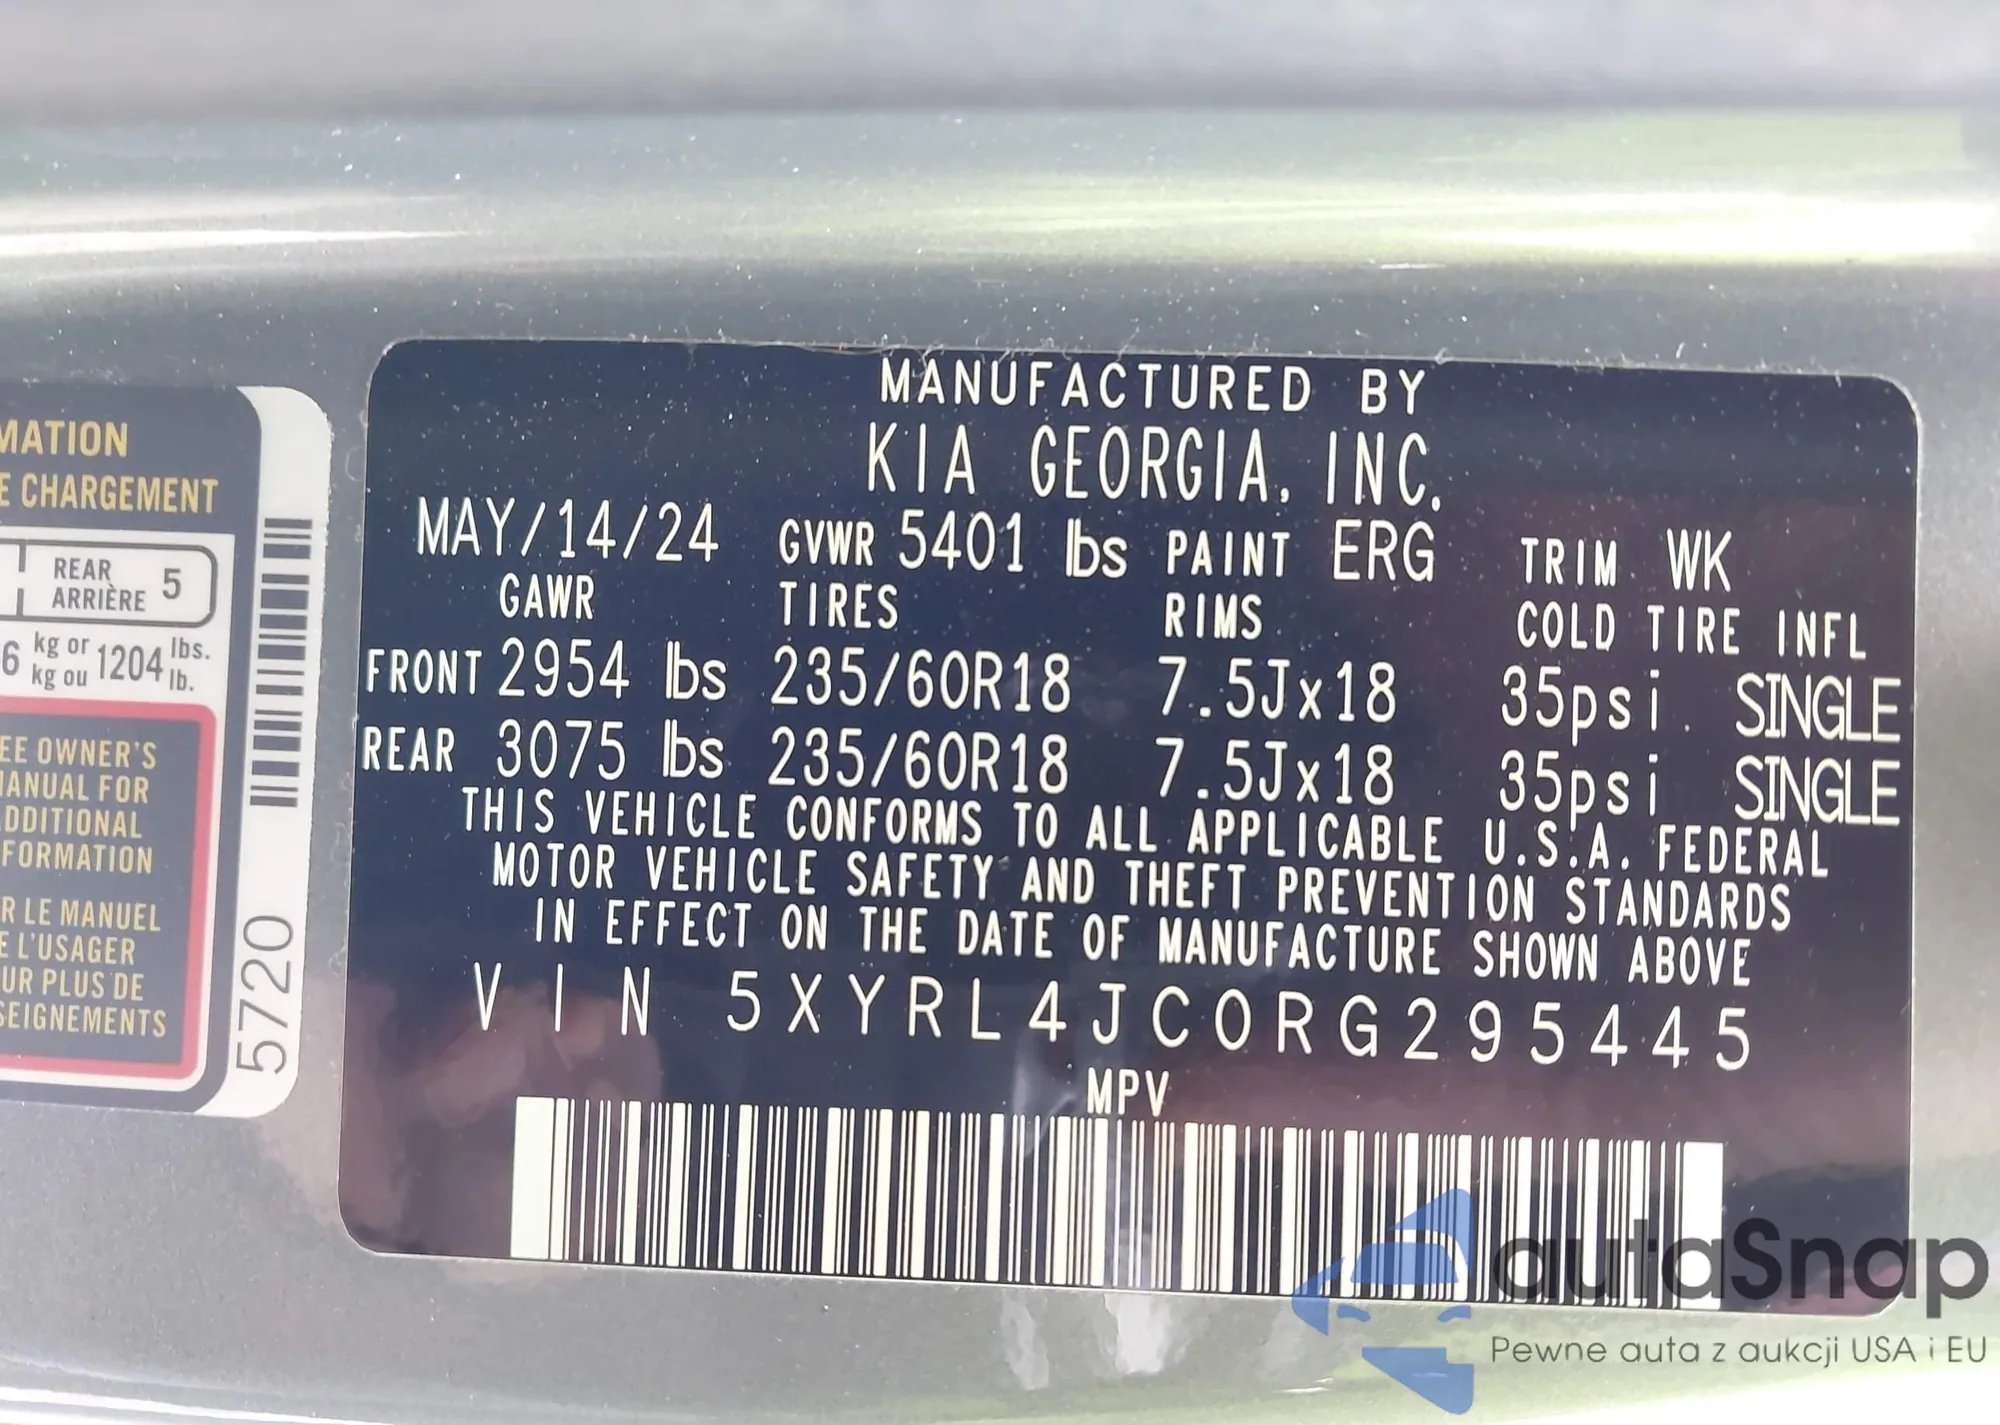 MATION
E CHARGEMENT
REAR
ARRIÈRE 5
6 kg or 1204 lbs.
kg ou lb.
EE OWNER'S
ANUAL FOR
DDITIONAL
FORMATION
R LE MANUEL
E L'USAGER
UR PLUS DE
SEIGNEMENTS
5720
MANUFACTURED BY
KIA GEORGIA, INC.
MAY/14/24 GVWR 5401 lbs PAINT ERG TRIM WK
GAWR TIRES RIMS COLD TIRE INFL
FRONT 2954 lbs 235/60R18 7.5Jx18 35psi. SINGLE
REAR 3075 lbs 235/60R18 7.5Jx18 35psi SINGLE
THIS VEHICLE CONFORMS TO ALL APPLICABLE U.S.A. FEDERAL
MOTOR VEHICLE SAFETY AND THEFT PREVENTION STANDARDS
IN EFFECT ON THE DATE OF MANUFACTURE SHOWN ABOVE
VIN 5XYRL4JC0RG295445
MPV
autaSnap
Pewne auta z aukcji USA i EU